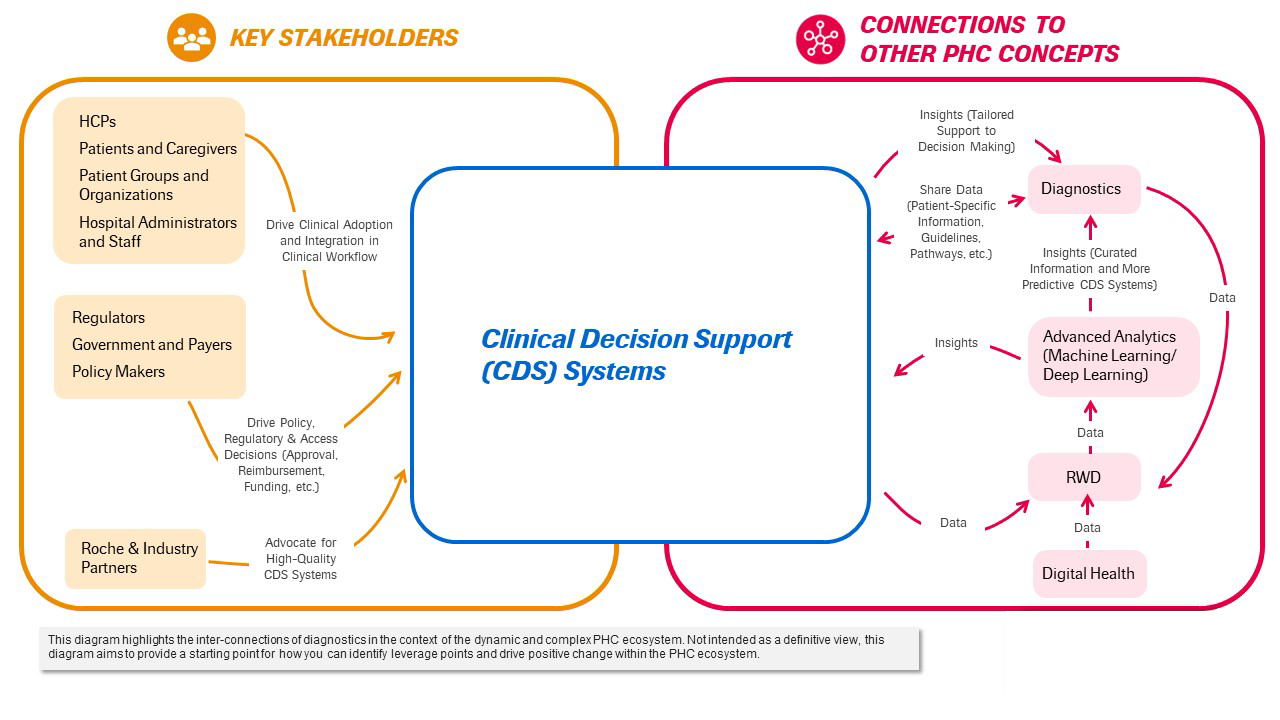 KEY STAKEHOLDERS
CONNECTIONS TO
OTHER PHC CONCEPTS
HCPs
Patients and Caregivers
Patient Groups and
Organizations
Hospital Administrators
and Staff
Drive Clinical Adoption
and Integration in
Clinical Workflow
Regulators
Government and Payers
Policy Makers
Drive Policy,
Regulatory & Access
Decisions (Approval,
Reimbursement,
Funding, etc.)
Roche & Industry
Partners
Advocate for
High-Quality
CDS Systems
Clinical Decision Support
(CDS) Systems
Insights (Tailored
Support to
Decision Making)
Share Data
(Patient-Specific
Information,
Guidelines,
Pathways, etc.)
Diagnostics
Insights (Curated
Information and More
Predictive CDS Systems)
Data
Insights
Advanced Analytics
(Machine Learning/
Deep Learning)
Data
RWD
Data
Data
Digital Health
This diagram highlights the inter-connections of diagnostics in the context of the dynamic and complex PHC ecosystem. Not intended as a definitive view, this
diagram aims to provide a starting point for how you can identify leverage points and drive positive change within the PHC ecosystem.